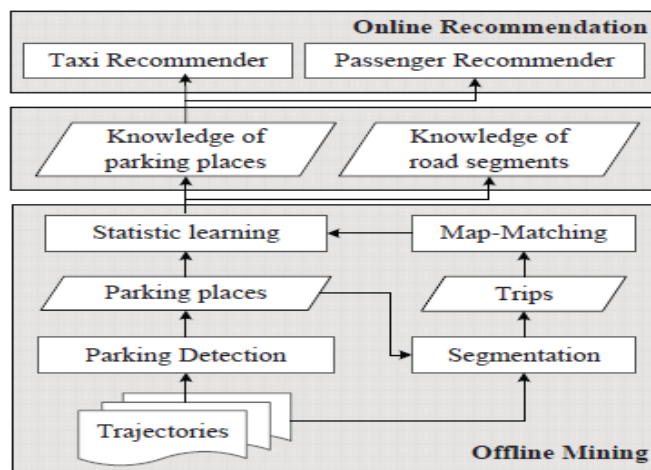 Online Recommendation
Taxi Recommender
Passenger Recommender
Knowledge of
parking places
Knowledge of
road segments
Statistic learning
Map-Matching
Parking places
Trips
Parking Detection
Segmentation
Trajectories
Offline Mining